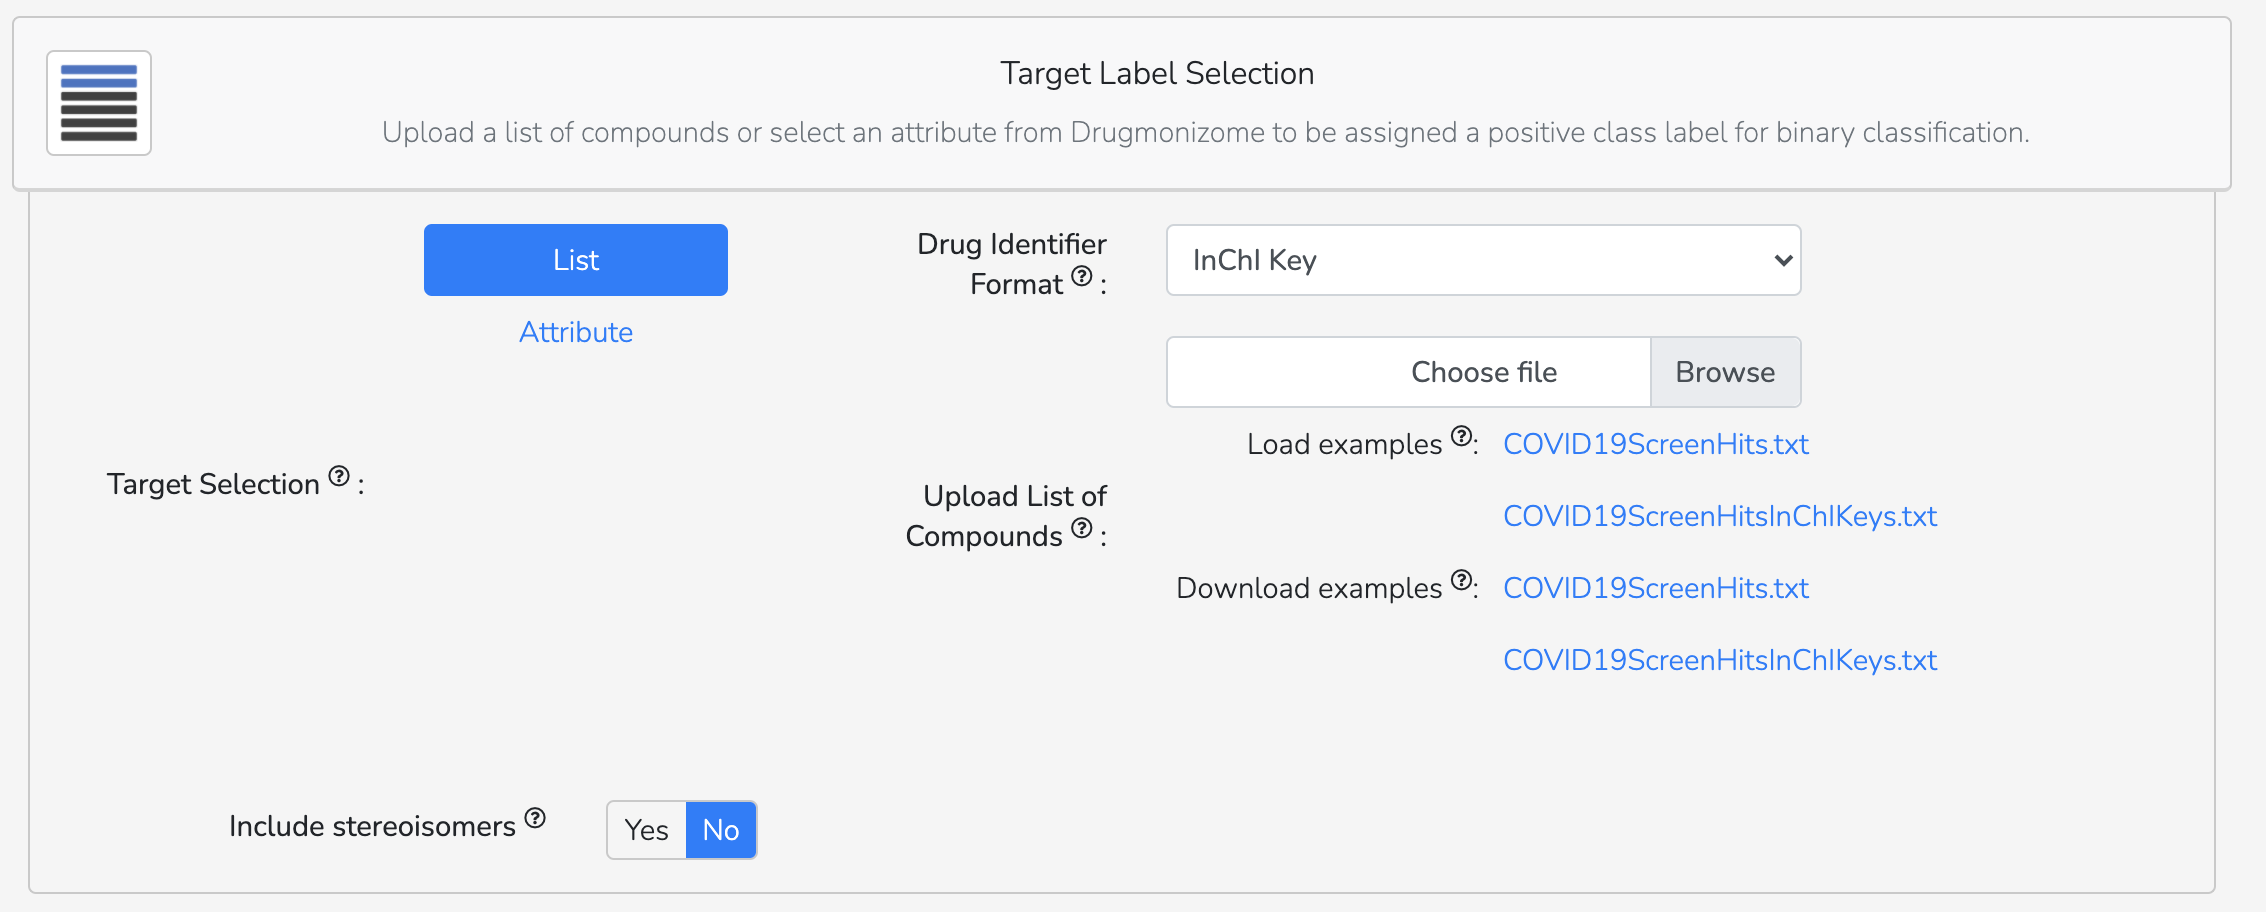 Target Label Selection
Upload a list of compounds or select an attribute from Drugmonizome to be assigned a positive class label for binary classification.
Target Selection ? :
List
Attribute
Drug Identifier
Format ? :
InChI Key
Upload List of
Compounds ? :
Choose file Browse
Load examples ?: COVID19ScreenHits.txt
COVID19ScreenHitsInChIKeys.txt
Download examples ?: COVID19ScreenHits.txt
COVID19ScreenHitsInChIKeys.txt
Include stereoisomers ? Yes No